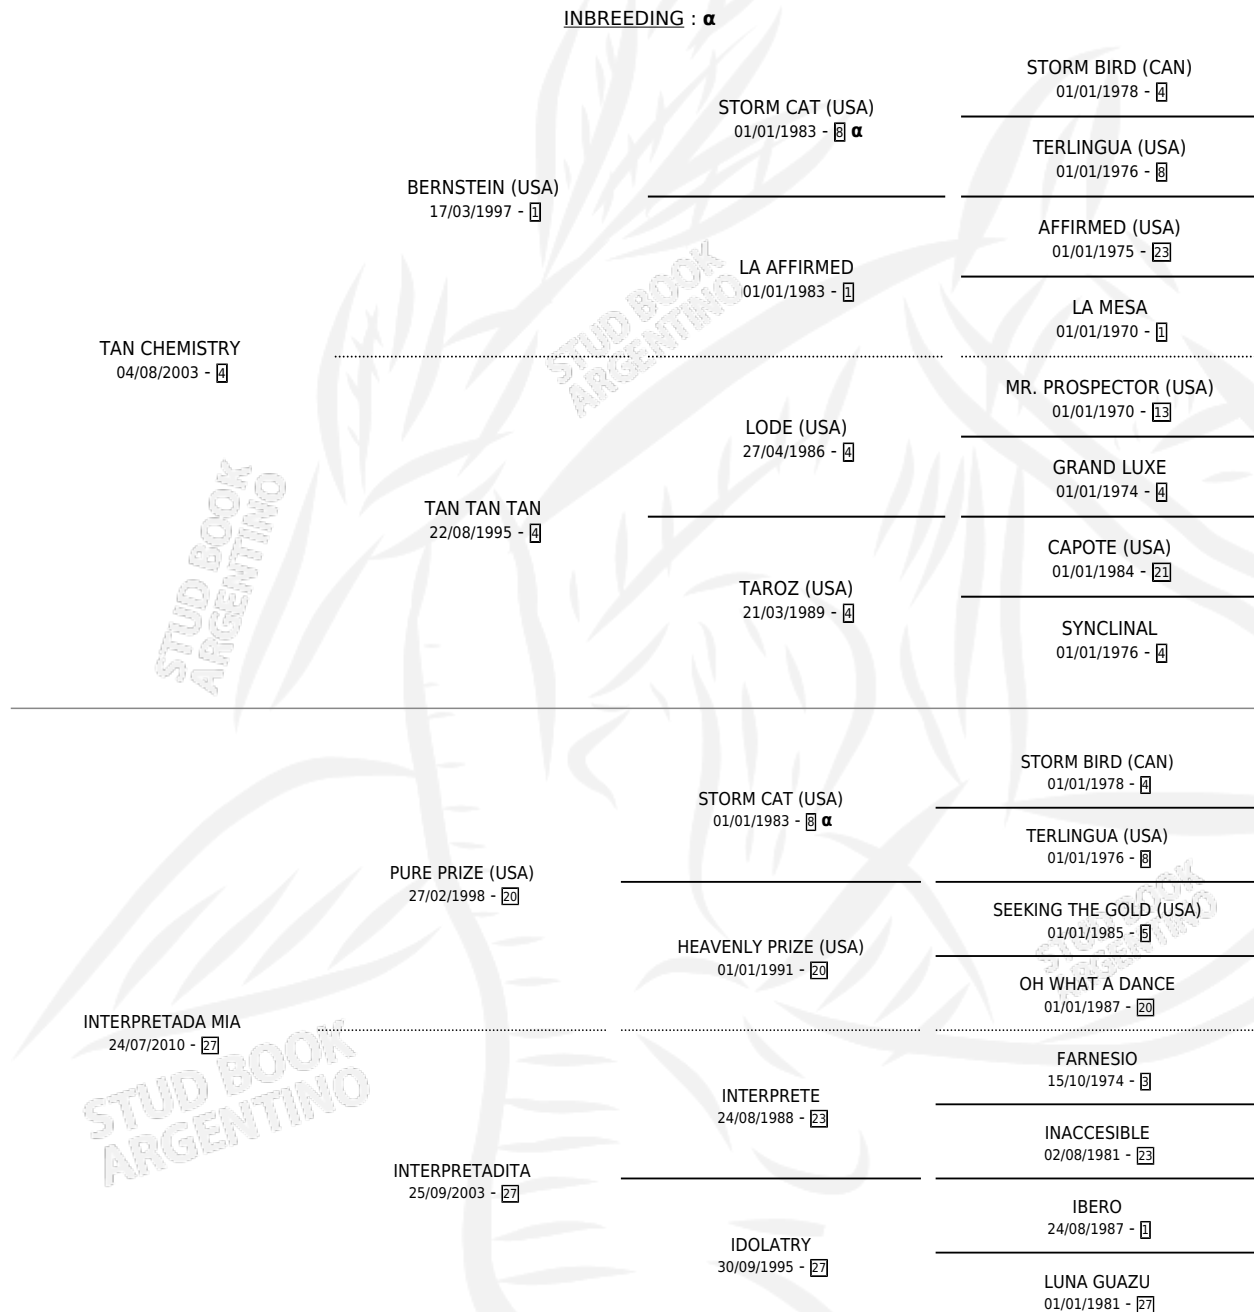 INBREEDING : α
STORM BIRD (CAN)
01/01/1978 - 4
STORM CAT (USA)
01/01/1983 - 8 α
TERLINGUA (USA)
01/01/1976 - 8
BERNSTEIN (USA)
17/03/1997 - 1
AFFIRMED (USA)
01/01/1975 - 23
LA AFFIRMED
01/01/1983 - 1
LA MESA
01/01/1970 - 1
TAN CHEMISTRY
04/08/2003 - 4
MR. PROSPECTOR (USA)
01/01/1970 - 13
LODE (USA)
27/04/1986 - 4
GRAND LUXE
01/01/1974 - 4
TAN TAN TAN
22/08/1995 - 4
CAPOTE (USA)
01/01/1984 - 21
TAROZ (USA)
21/03/1989 - 4
SYNCLINAL
01/01/1976 - 4
STORM BIRD (CAN)
01/01/1978 - 4
STORM CAT (USA)
01/01/1983 - 8 α
TERLINGUA (USA)
01/01/1976 - 8
PURE PRIZE (USA)
27/02/1998 - 20
SEEKING THE GOLD (USA)
01/01/1985 - 5
HEAVENLY PRIZE (USA)
01/01/1991 - 20
OH WHAT A DANCE
01/01/1987 - 20
INTERPRETADA MIA
24/07/2010 - 27
FARNESIO
15/10/1974 - 3
INTERPRETE
24/08/1988 - 23
INACCESIBLE
02/08/1981 - 23
INTERPRETADITA
25/09/2003 - 27
IBERO
24/08/1987 - 1
IDOLATRY
30/09/1995 - 27
LUNA GUAZU
01/01/1981 - 27
STUD BOOK
ARGENTINO
STUD BOOK
ARGENTINO
STUD BOOK
ARGENTINO
STUD BOOK
ARGENTINO